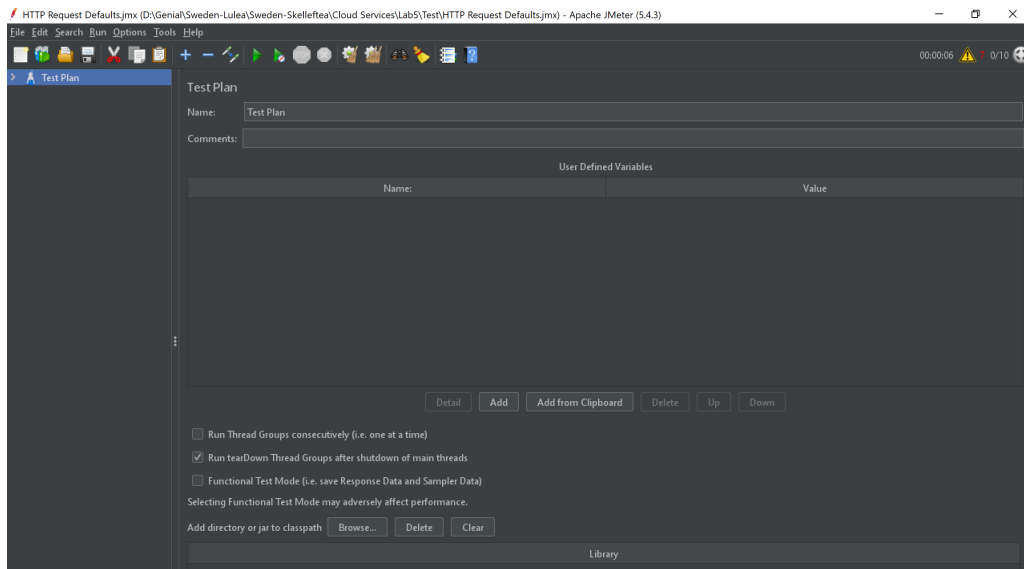 HTTP Request Defaults.jmx (D:\Genial\Sweden-Lulea\Sweden-Skelleftea\Cloud Services\Lab5\Test\HTTP Request Defaults.jmx) - Apache JMeter (5.4.3)
File Edit Search Run Options Tools Help
00:00:06 0/10
Test Plan
Test Plan
Name: Test Plan
Comments:
User Defined Variables
Name: Value
Detail Add Add from Clipboard Delete Up Down
Run Thread Groups consecutively (i.e. one at a time)
Run tearDown Thread Groups after shutdown of main threads
Functional Test Mode (i.e. save Response Data and Sampler Data)
Selecting Functional Test Mode may adversely affect performance.
Add directory or jar to classpath Browse... Delete Clear
Library